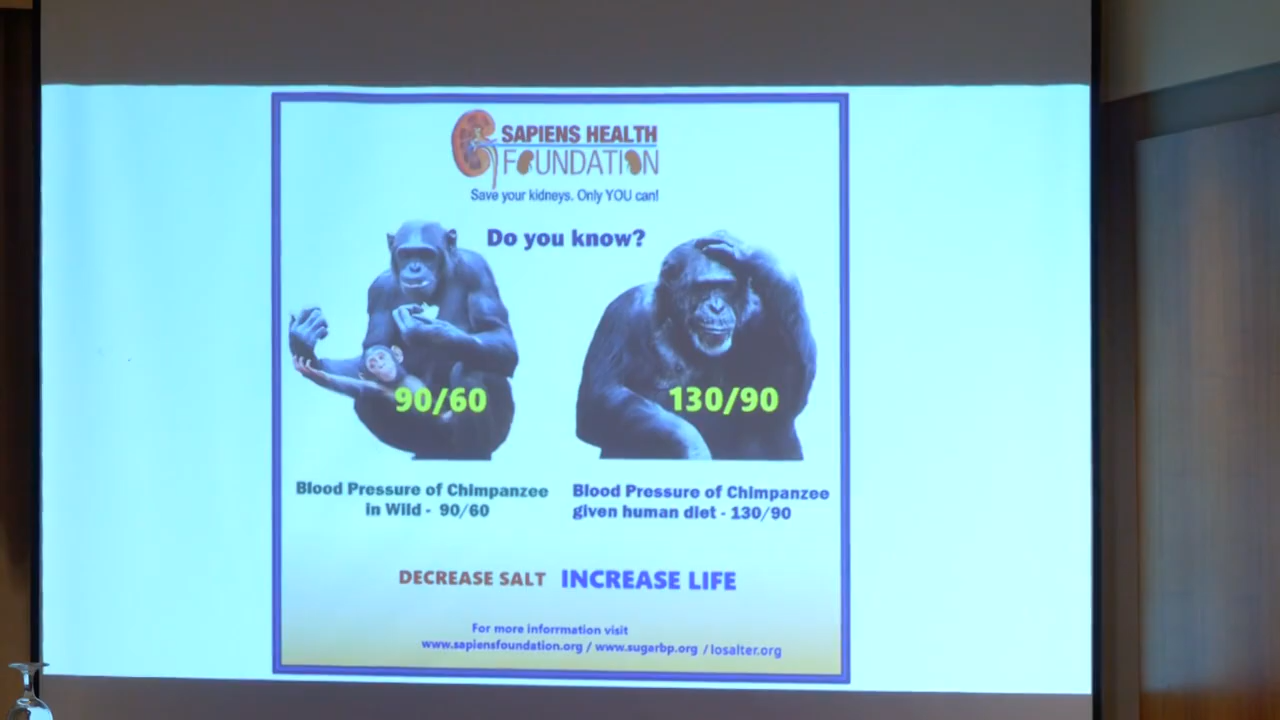 SAPIENS HEALTH
FOUNDATION
Save your kidneys. Only YOU can!
Do you know?
90/60
130/90
Blood Pressure of Chimpanzee
in Wild - 90/60
Blood Pressure of Chimpanzee
given human diet - 130/90
DECREASE SALT INCREASE LIFE
For more inforrmation visit
www.sapiensfoundation.org / www.sugarbp.org / losalter.org